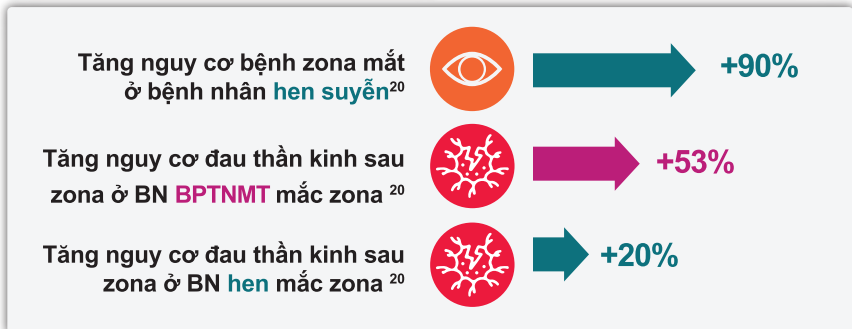 Tăng nguy cơ bệnh zona mắt
ở bệnh nhân hen suyễn20
+90%
Tăng nguy cơ đau thần kinh sau
zona ở BN BPTNMT mắc zona 20
+53%
Tăng nguy cơ đau thần kinh sau
zona ở BN hen mắc zona 20
+20%